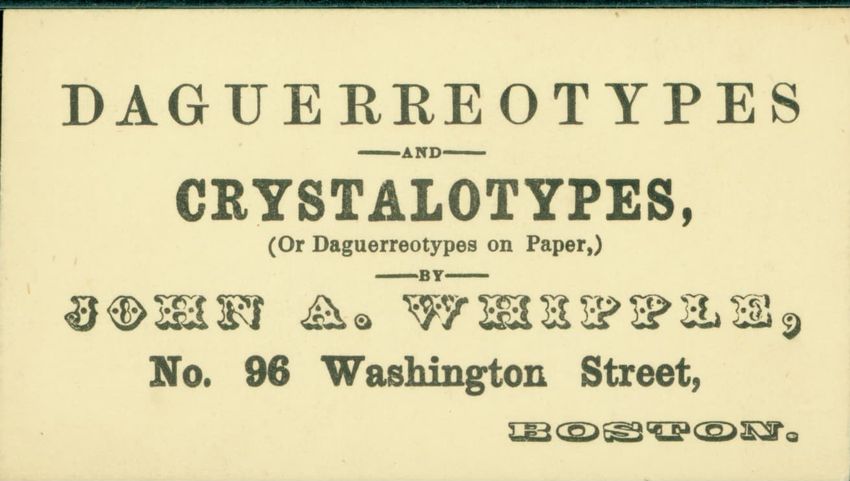 DAGUERREOTYPES
AND
CRYSTALOTYPES,
(Or Daguerreotypes on Paper,)
BY
JOHN A. WHIPPLE,
No. 96 Washington Street,
BOSTON.